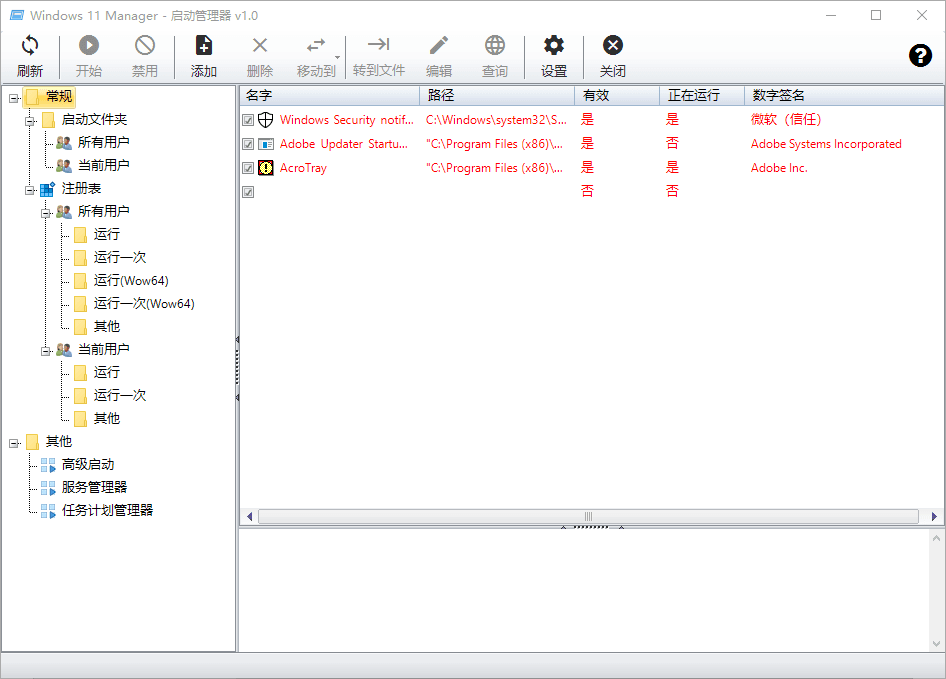 Windows 11 Manager - 启动管理器 v1.0
刷新 开始 禁用 添加 删除 移动到 转到文件 编辑 查询 设置 关闭
常规
启动文件夹
所有用户
当前用户
注册表
所有用户
运行
运行一次
运行(Wow64)
运行一次(Wow64)
其他
当前用户
运行
运行一次
其他
其他
高级启动
服务管理器
任务计划管理器
名字 路径 有效 正在运行 数字签名
Windows Security notif... C:\Windows\system32\S... 是 是 微软（信任）
Adobe Updater Startu... "C:\Program Files (x86)\... 是 否 Adobe Systems Incorporated
AcroTray "C:\Program Files (x86)\... 是 是 Adobe Inc.
否 否